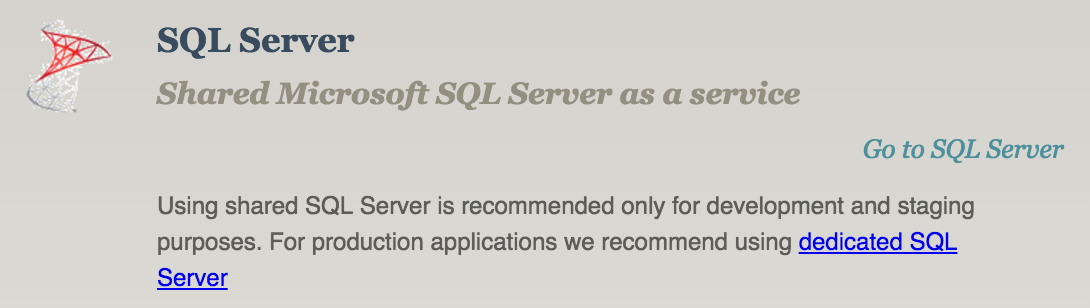 SQL Server
Shared Microsoft SQL Server as a service
Go to SQL Server
Using shared SQL Server is recommended only for development and staging
purposes. For production applications we recommend using dedicated SQL
Server